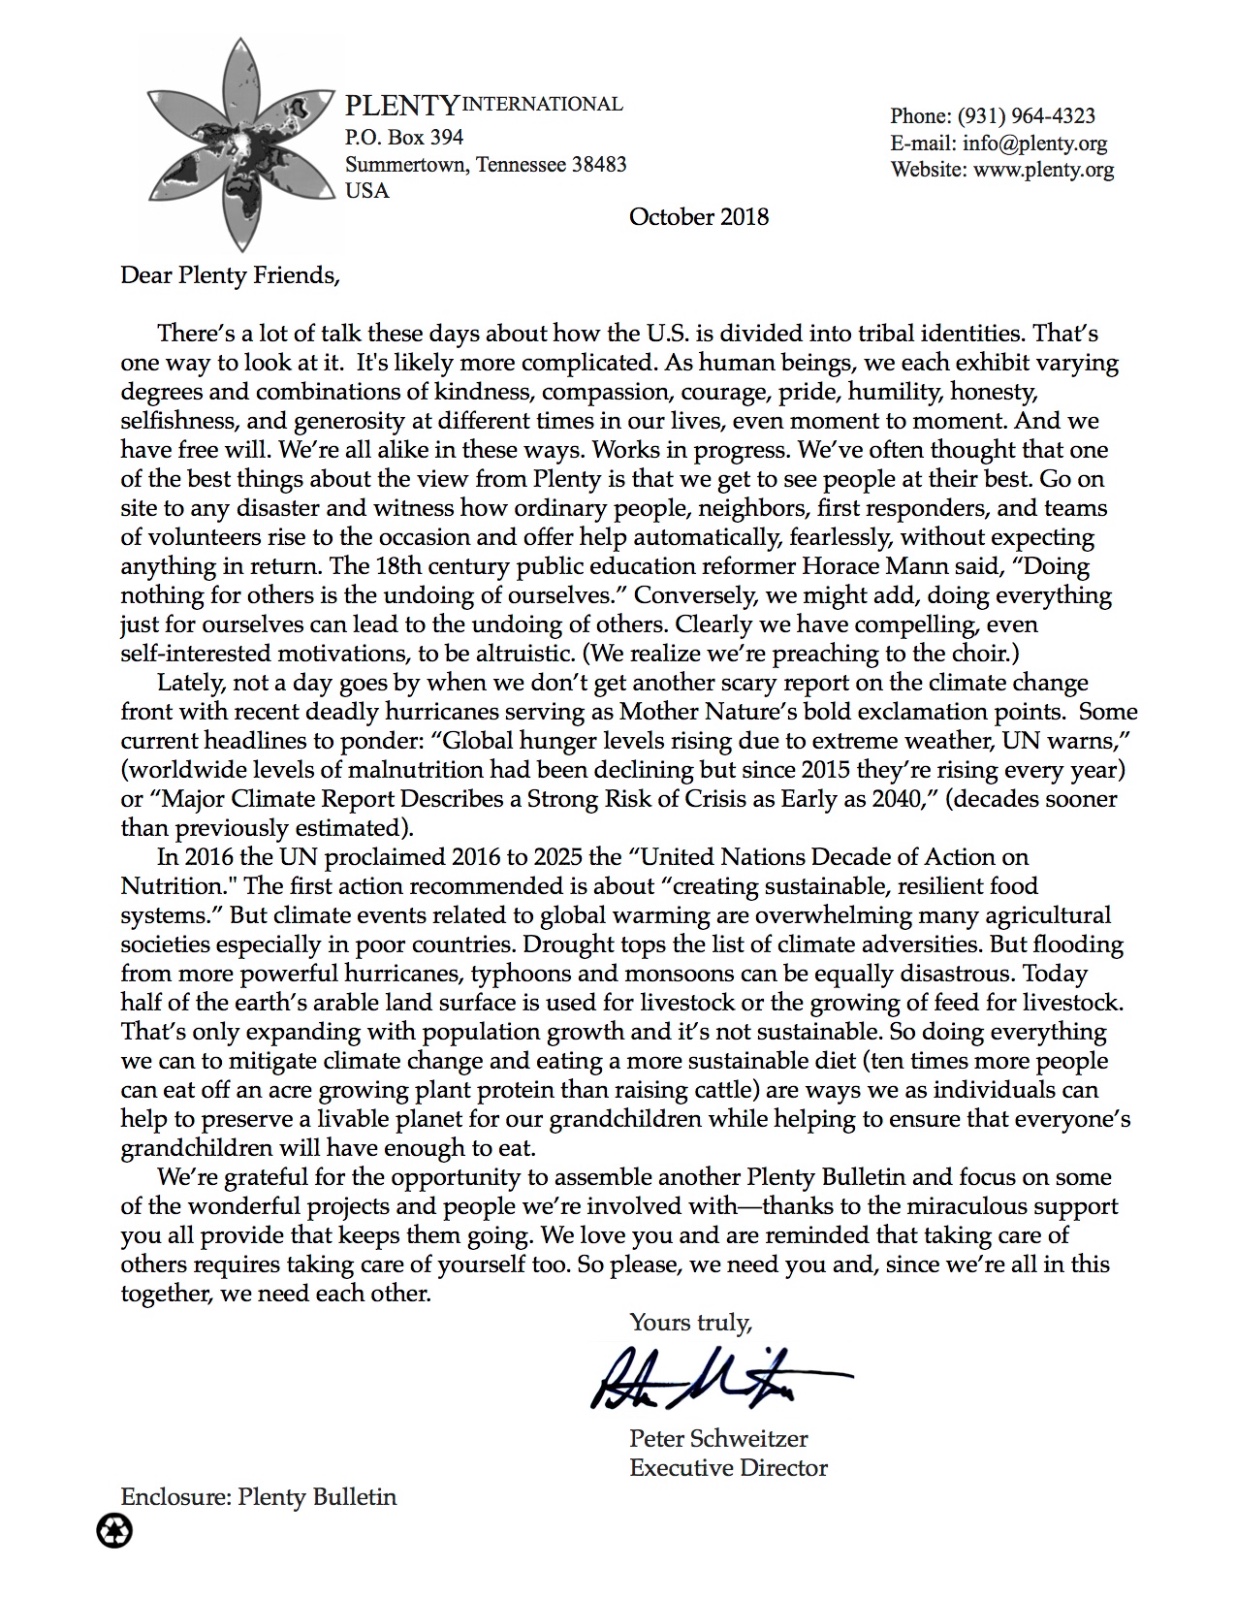 PLENTY INTERNATIONAL
P.O. Box 394
Summertown, Tennessee 38483
USA
Phone: (931) 964-4323
E-mail: info@plenty.org
Website: www.plenty.org
October 2018
Dear Plenty Friends,
There’s a lot of talk these days about how the U.S. is divided into tribal identities. That’s
one way to look at it.  It's likely more complicated. As human beings, we each exhibit varying
degrees and combinations of kindness, compassion, courage, pride, humility, honesty,
selfishness, and generosity at different times in our lives, even moment to moment. And we
have free will. We’re all alike in these ways. Works in progress. We’ve often thought that one
of the best things about the view from Plenty is that we get to see people at their best. Go on
site to any disaster and witness how ordinary people, neighbors, first responders, and teams
of volunteers rise to the occasion and offer help automatically, fearlessly, without expecting
anything in return. The 18th century public education reformer Horace Mann said, “Doing
nothing for others is the undoing of ourselves.” Conversely, we might add, doing everything
just for ourselves can lead to the undoing of others. Clearly we have compelling, even
self-interested motivations, to be altruistic. (We realize we’re preaching to the choir.)
Lately, not a day goes by when we don’t get another scary report on the climate change
front with recent deadly hurricanes serving as Mother Nature’s bold exclamation points.  Some
current headlines to ponder: “Global hunger levels rising due to extreme weather, UN warns,”
(worldwide levels of malnutrition had been declining but since 2015 they’re rising every year)
or “Major Climate Report Describes a Strong Risk of Crisis as Early as 2040,” (decades sooner
than previously estimated).
In 2016 the UN proclaimed 2016 to 2025 the “United Nations Decade of Action on
Nutrition." The first action recommended is about “creating sustainable, resilient food
systems.” But climate events related to global warming are overwhelming many agricultural
societies especially in poor countries. Drought tops the list of climate adversities. But flooding
from more powerful hurricanes, typhoons and monsoons can be equally disastrous. Today
half of the earth’s arable land surface is used for livestock or the growing of feed for livestock.
That’s only expanding with population growth and it’s not sustainable. So doing everything
we can to mitigate climate change and eating a more sustainable diet (ten times more people
can eat off an acre growing plant protein than raising cattle) are ways we as individuals can
help to preserve a livable planet for our grandchildren while helping to ensure that everyone’s
grandchildren will have enough to eat.
We’re grateful for the opportunity to assemble another Plenty Bulletin and focus on some
of the wonderful projects and people we’re involved with—thanks to the miraculous support
you all provide that keeps them going. We love you and are reminded that taking care of
others requires taking care of yourself too. So please, we need you and, since we’re all in this
together, we need each other.
Yours truly,
Peter Schweitzer
Executive Director
Enclosure: Plenty Bulletin